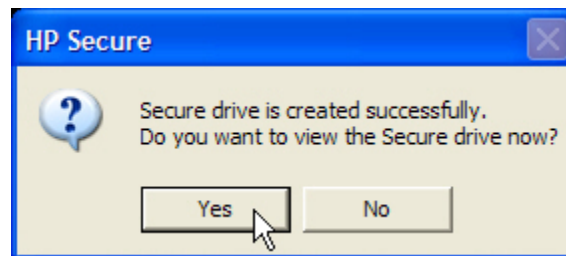 HP Secure
Secure drive is created successfully.
Do you want to view the Secure drive now?
Yes
No